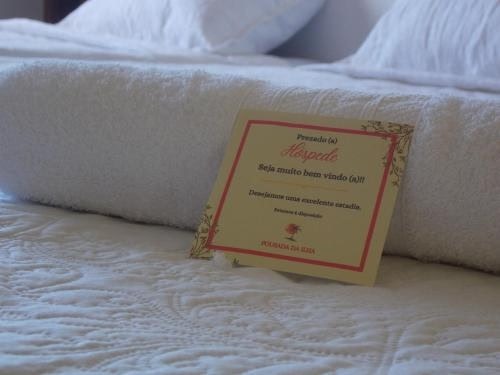 Prezado (a)
Hóspede
Seja muito bem vindo (a)!!
Desejamos uma excelente estadia.
Estamos à disposição
POUSADA DA ILHA